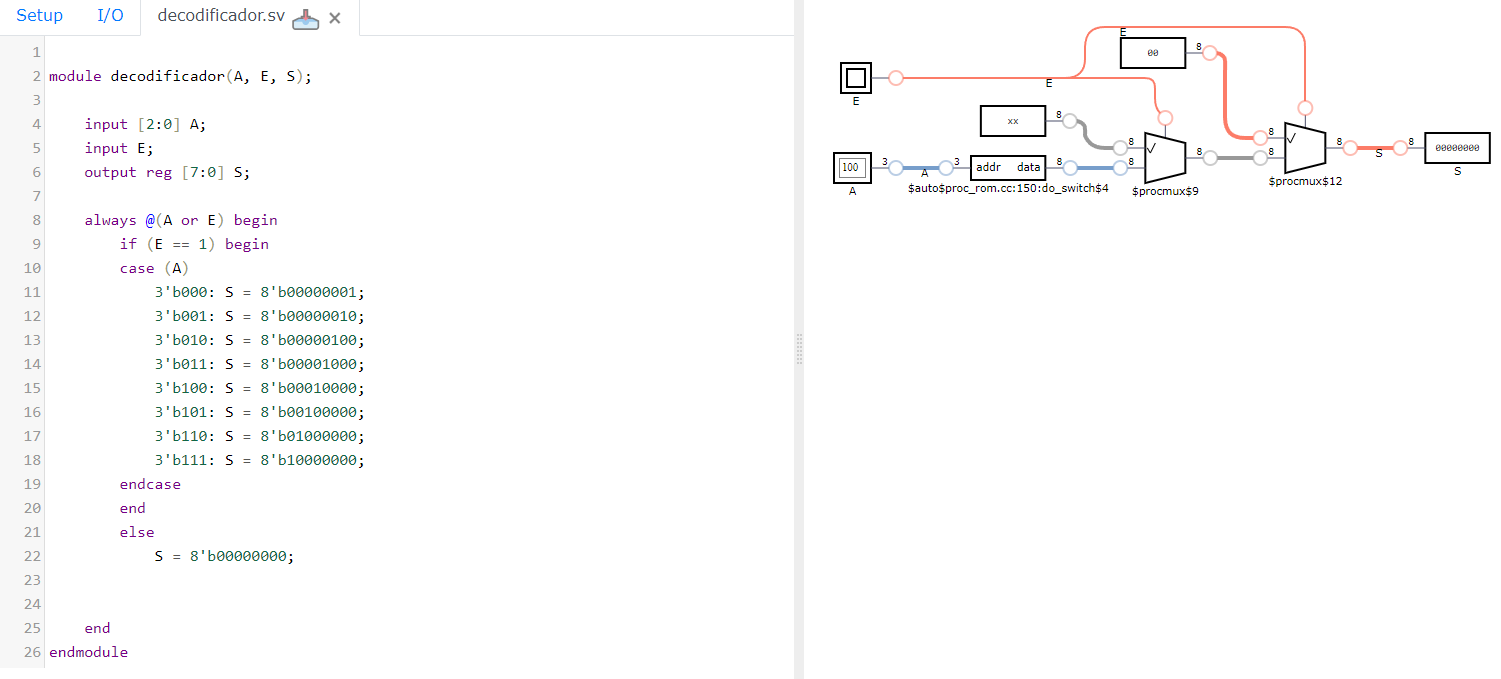 Setup I/O decodificador.sv ×
1
2 module decodificador(A, E, S);
3
4 input [2:0] A;
5 input E;
6 output reg [7:0] S;
7
8 always @(A or E) begin
9 if (E == 1) begin
10 case (A)
11 3'b000: S = 8'b00000001;
12 3'b001: S = 8'b00000010;
13 3'b010: S = 8'b00000100;
14 3'b011: S = 8'b00001000;
15 3'b100: S = 8'b00010000;
16 3'b101: S = 8'b00100000;
17 3'b110: S = 8'b01000000;
18 3'b111: S = 8'b10000000;
19 endcase
20 end
21 else
22 S = 8'b00000000;
23
24
25 end
26 endmodule
E
00 8
E
E
xx 8
8
8
8 8 00000000
S
S
100 3 3 addr data 8 8
8 8
A
A
$auto$proc_rom.cc:150:do_switch$4
$procmux$9
$procmux$12